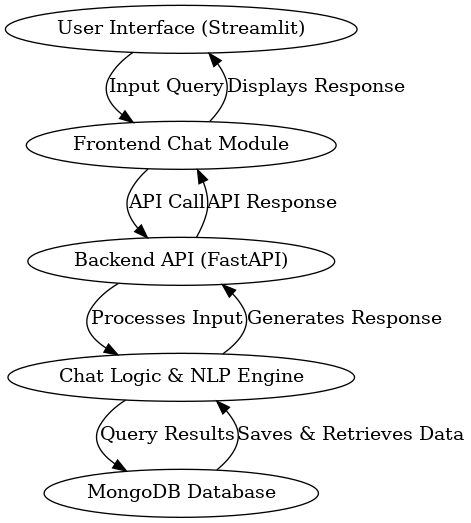 User Interface (Streamlit)
Input Query
Displays Response
Frontend Chat Module
API Call
API Response
Backend API (FastAPI)
Processes Input
Generates Response
Chat Logic & NLP Engine
Query Results
Saves & Retrieves Data
MongoDB Database